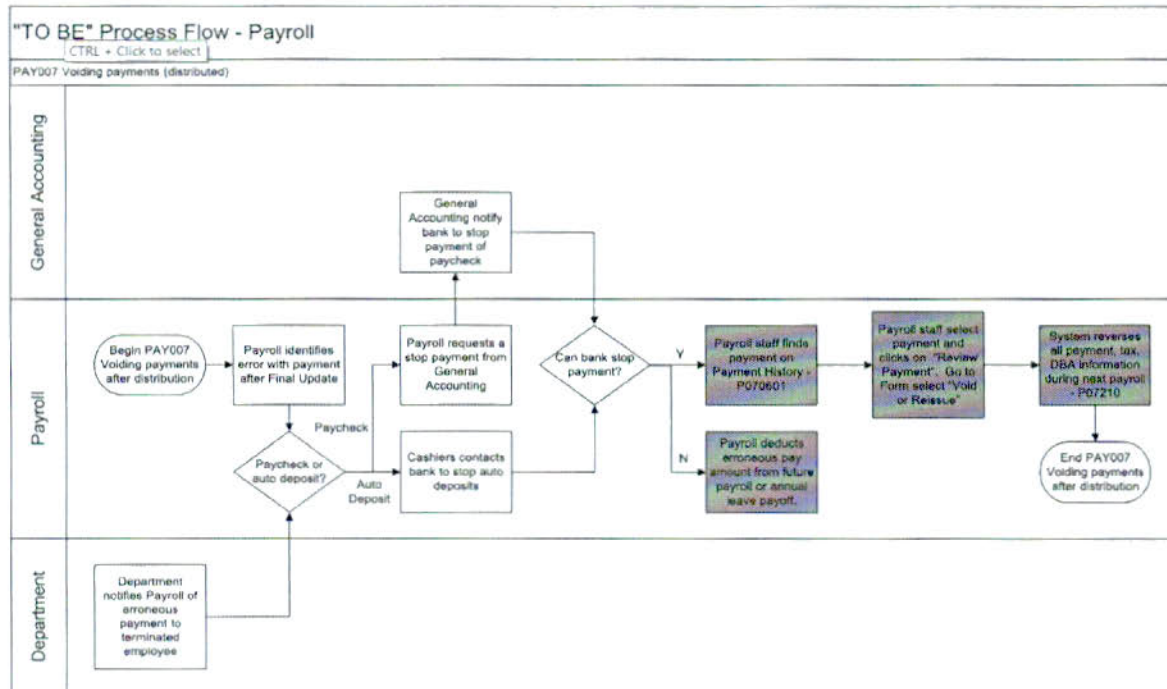 "TO BE" Process Flow - Payroll
CTRL + Click to select
PAY007 Voiding payments (distributed)
General Accounting
General
Accounting notify
bank to stop
payment of
paycheck
Payroll
Begin PAY007
Voiding payments
after distribution
Payroll identifies
error with payment
after Final Update
Payroll requests a
stop payment from
General
Accounting
Can bank stop
payment?
Y
Payroll staff finds
payment on
Payment History -
P070601
Payroll staff select
payment and
clicks on "Review
Payment". Go to
Form select "Void
or Reissue"
System reverses
all payment, tax,
DBA information
during next payroll
- P07210
Paycheck
Paycheck or
auto deposit?
Auto
Deposit
Cashiers contacts
bank to stop auto
deposits
N
Payroll deducts
erroneous pay
amount from future
payroll or annual
leave payoff.
End PAY007
Voiding payments
after distribution
Department
Department
notifies Payroll of
erroneous
payment to
terminated
employee